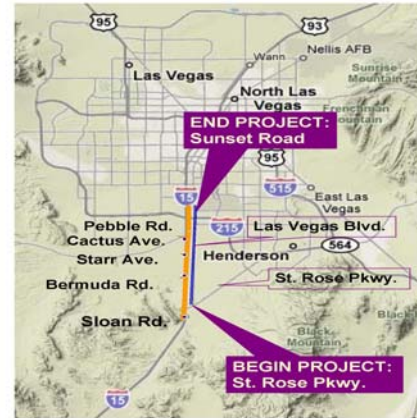 95
93
Nellis AFB
Wann
Las Vegas
Sunrise
Mountain
North Las
Vegas
Frenchman
Mountain
END PROJECT:
Sunset Road
95
15
515
East Las
Vegas
Pebble Rd.
215
Las Vegas Blvd.
Cactus Ave.
Henderson
564
Starr Ave.
Bermuda Rd.
St. Rose Pkwy.
Sloan Rd.
Black
Black
Mountain
BEGIN PROJECT:
St. Rose Pkwy.
15